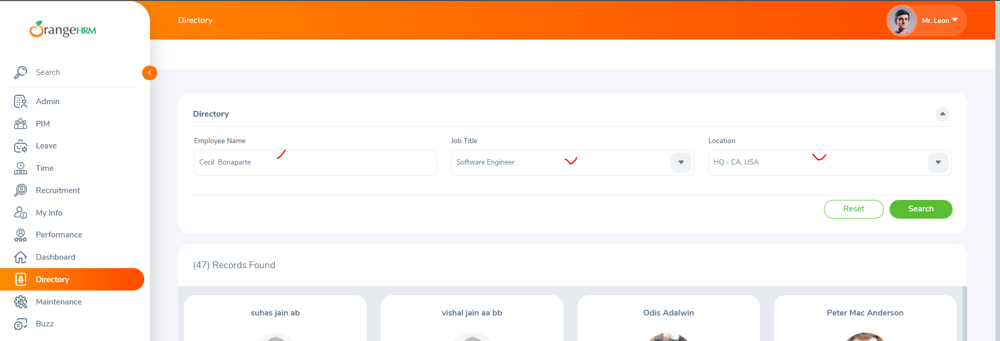 OrangeHRM
Directory
Mr. Leon
Search
Admin
PIM
Leave
Time
Recruitment
My Info
Performance
Dashboard
Directory
Maintenance
Buzz
Directory
Employee Name
Job Title
Location
Cecil  Bonaparte
Software Engineer
HQ - CA, USA
Reset
Search
(47) Records Found
suhas jain ab
vishal jain aa bb
Odis Adalwin
Peter Mac Anderson